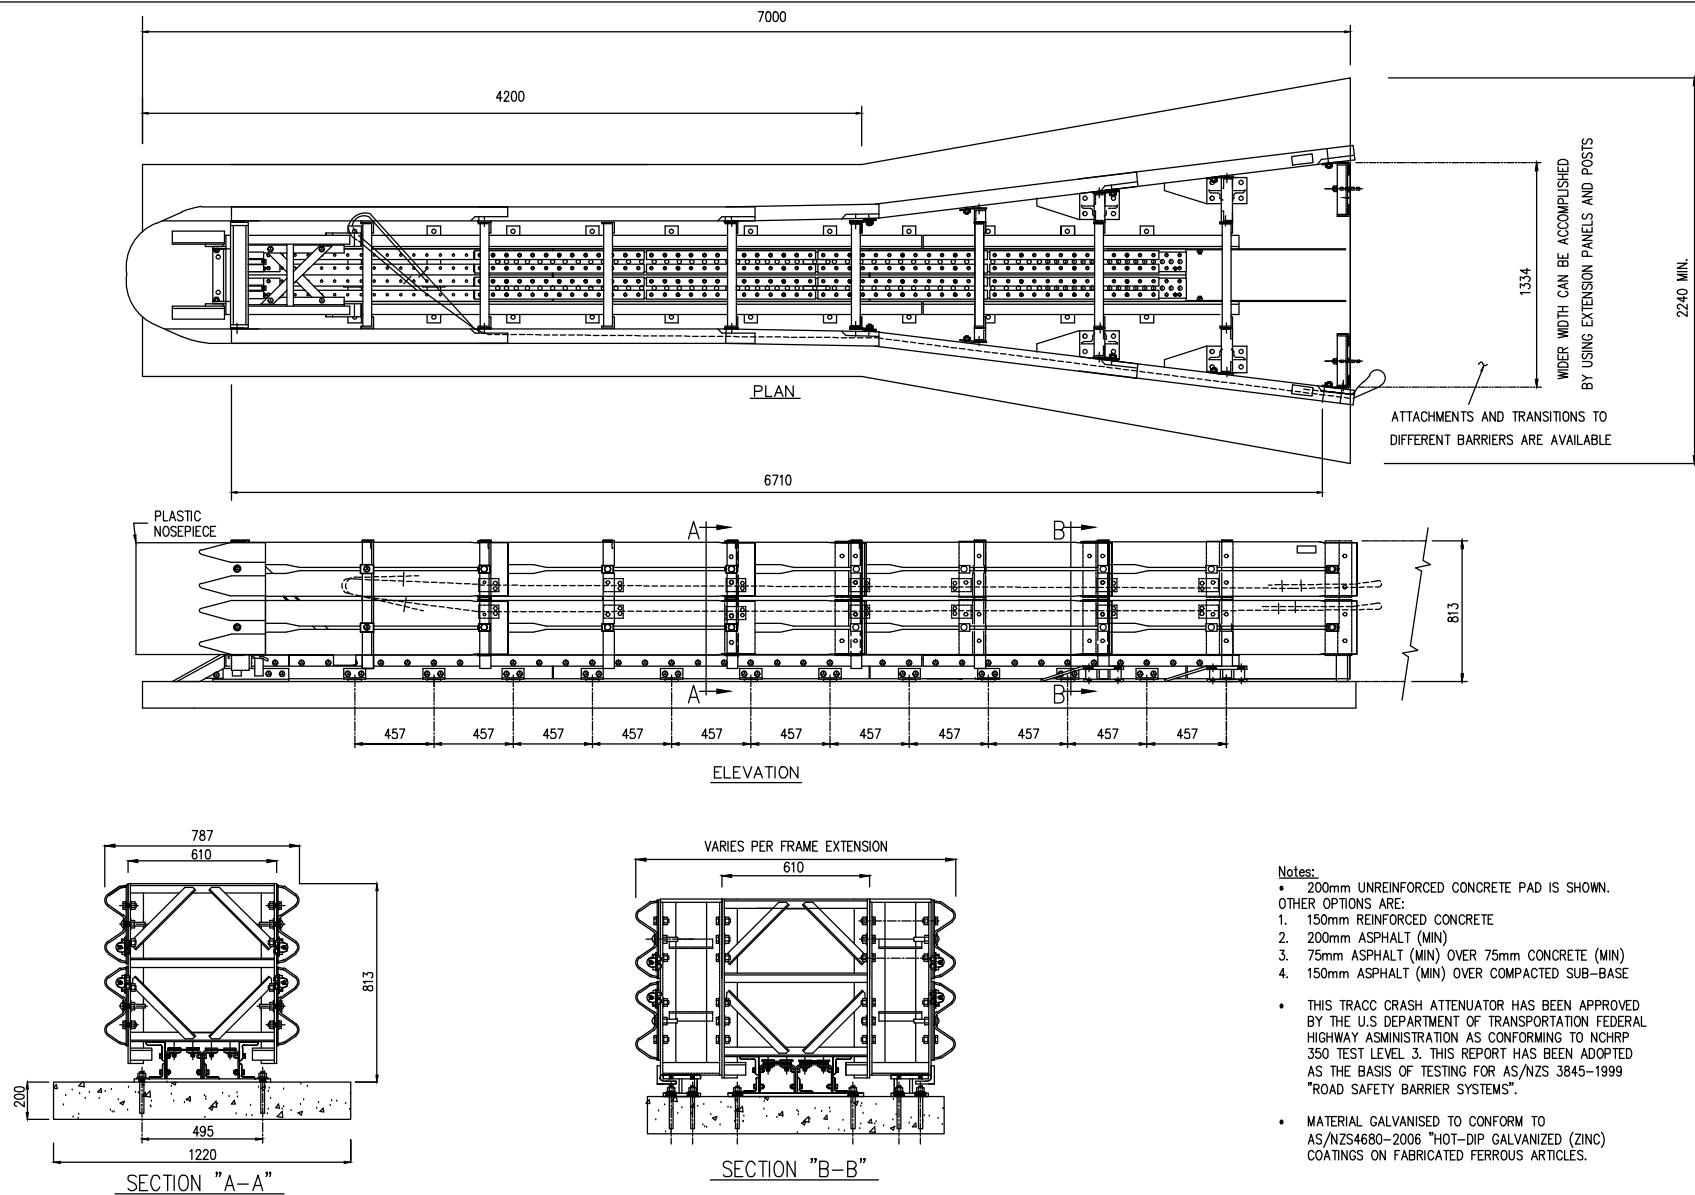 7000
4200
WIDER WIDTH CAN BE ACCOMPLISHED
BY USING EXTENSION PANELS AND POSTS
1334
2240 MIN.
PLAN
ATTACHMENTS AND TRANSITIONS TO
DIFFERENT BARRIERS ARE AVAILABLE
6710
PLASTIC
NOSEPIECE
A
B
813
A
B
457 457 457 457 457 457 457 457 457 457 457
ELEVATION
787
610
813
200
495
1220
SECTION "A-A"
VARIES PER FRAME EXTENSION
610
SECTION "B-B"
Notes:
• 200mm UNREINFORCED CONCRETE PAD IS SHOWN.
OTHER OPTIONS ARE:
1. 150mm REINFORCED CONCRETE
2. 200mm ASPHALT (MIN)
3. 75mm ASPHALT (MIN) OVER 75mm CONCRETE (MIN)
4. 150mm ASPHALT (MIN) OVER COMPACTED SUB-BASE
• THIS TRACC CRASH ATTENUATOR HAS BEEN APPROVED
BY THE U.S DEPARTMENT OF TRANSPORTATION FEDERAL
HIGHWAY ASMINISTRATION AS CONFORMING TO NCHRP
350 TEST LEVEL 3. THIS REPORT HAS BEEN ADOPTED
AS THE BASIS OF TESTING FOR AS/NZS 3845-1999
"ROAD SAFETY BARRIER SYSTEMS".
• MATERIAL GALVANISED TO CONFORM TO
AS/NZS4680-2006 "HOT-DIP GALVANIZED (ZINC)
COATINGS ON FABRICATED FERROUS ARTICLES.